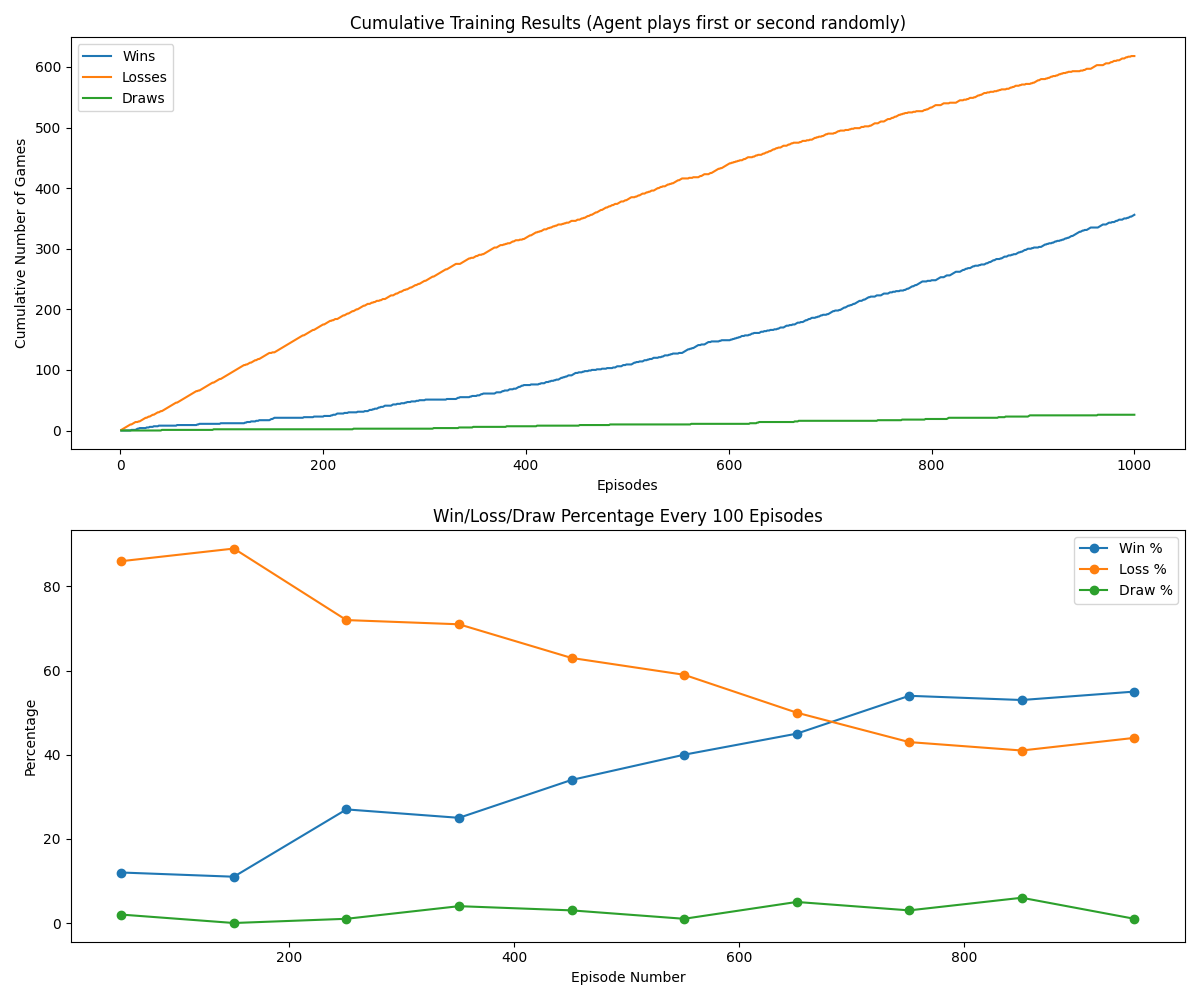 Cumulative Training Results (Agent plays first or second randomly)
Wins
Losses
Draws
Cumulative Number of Games
600
500
400
300
200
100
0
0 200 400 600 800 1000
Episodes
Win/Loss/Draw Percentage Every 100 Episodes
Win %
Loss %
Draw %
Percentage
80
60
40
20
0
200 400 600 800
Episode Number